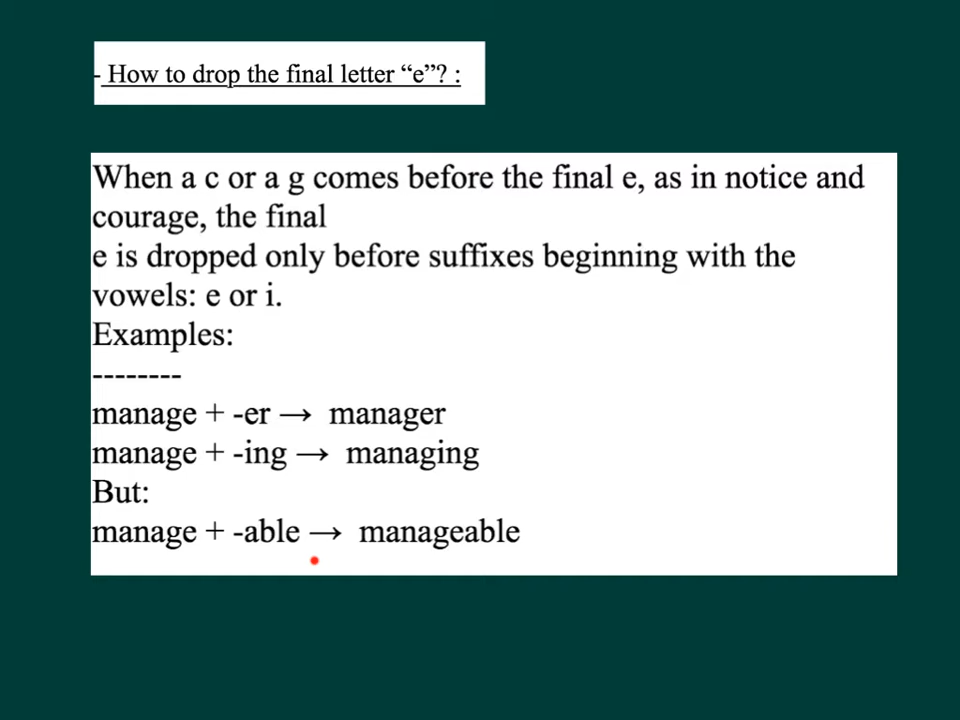 - How to drop the final letter “e”? :
When a c or a g comes before the final e, as in notice and
courage, the final
e is dropped only before suffixes beginning with the
vowels: e or i.
Examples:
--------
manage + -er → manager
manage + -ing → managing
But:
manage + -able → manageable